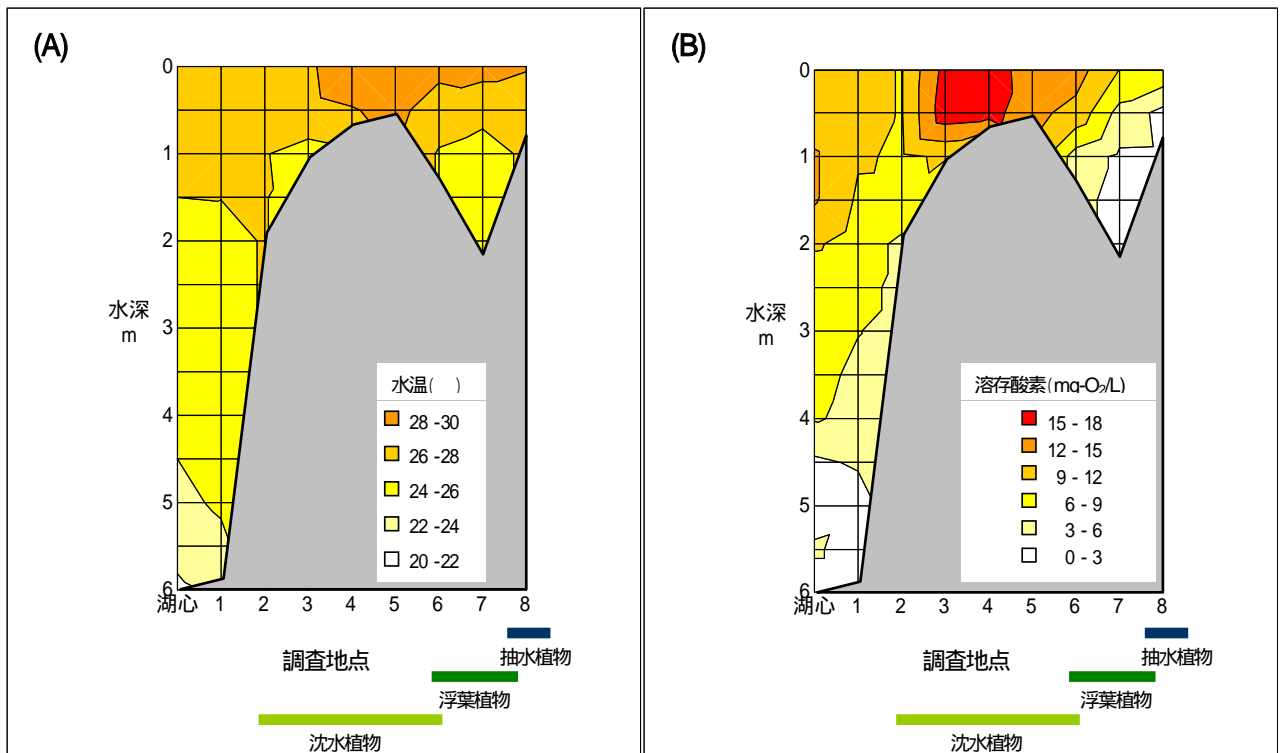 (A)
0
1
2
3
4
5
6
水深
m
水温( )
28 - 30
26 - 28
24 - 26
22 - 24
20 - 22
湖心 1 2 3 4 5 6 7 8
調査地点
抽水植物
浮葉植物
沈水植物
(B)
0
1
2
3
4
5
6
水深
m
溶存酸素(mg-O₂/L)
15 - 18
12 - 15
9 - 12
6 - 9
3 - 6
0 - 3
湖心 1 2 3 4 5 6 7 8
調査地点
抽水植物
浮葉植物
沈水植物